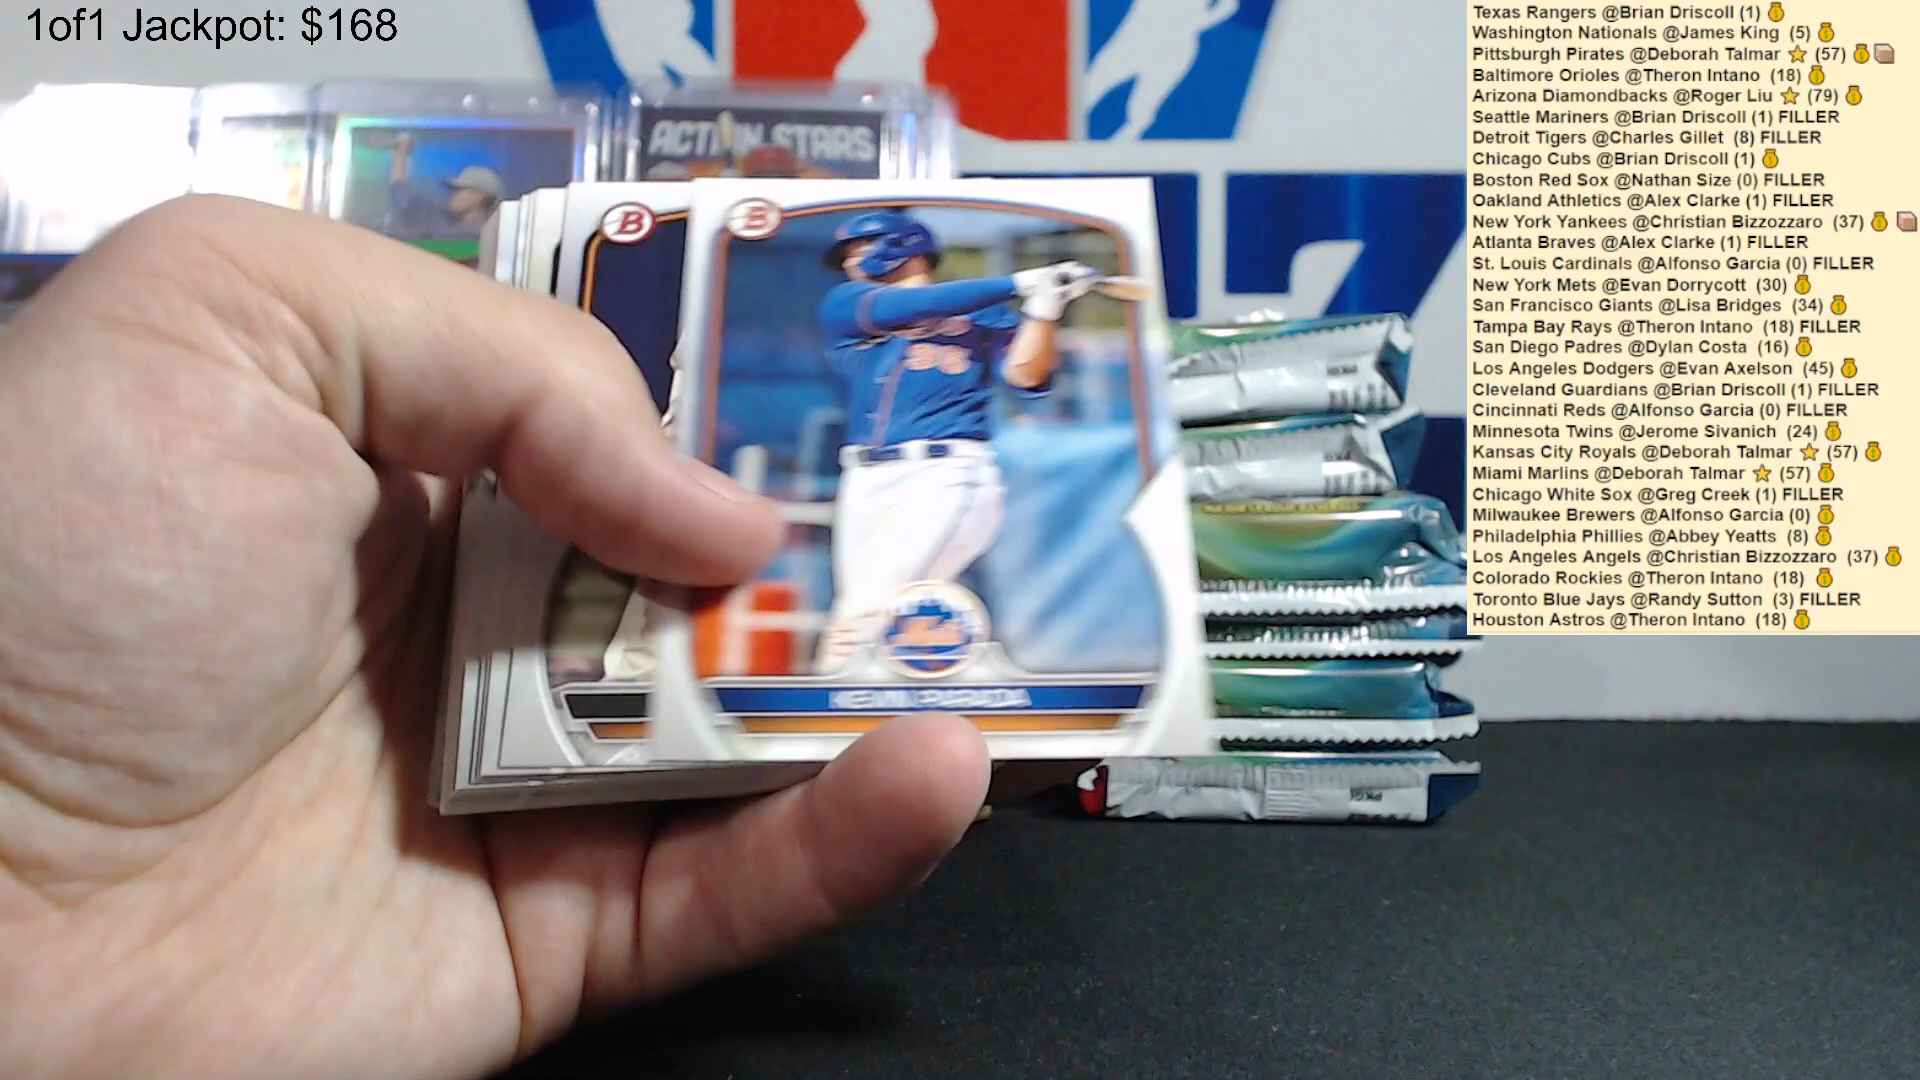 1of1 Jackpot: $168
Texas Rangers @Brian Driscoll (1)
Washington Nationals @James King (5)
Pittsburgh Pirates @Deborah Talmar (57)
Baltimore Orioles @Theron Intano (18)
Arizona Diamondbacks @Roger Liu (79)
Seattle Mariners @Brian Driscoll (1) FILLER
Detroit Tigers @Charles Gillet (8) FILLER
Chicago Cubs @Brian Driscoll (1)
Boston Red Sox @Nathan Size (0) FILLER
Oakland Athletics @Alex Clarke (1) FILLER
New York Yankees @Christian Bizzozzaro (37)
Atlanta Braves @Alex Clarke (1) FILLER
St. Louis Cardinals @Alfonso Garcia (0) FILLER
New York Mets @Evan Dorrycott (30)
San Francisco Giants @Lisa Bridges (34)
Tampa Bay Rays @Theron Intano (18) FILLER
San Diego Padres @Dylan Costa (16)
Los Angeles Dodgers @Evan Axelson (45)
Cleveland Guardians @Brian Driscoll (1) FILLER
Cincinnati Reds @Alfonso Garcia (0) FILLER
Minnesota Twins @Jerome Sivanich (24)
Kansas City Royals @Deborah Talmar (57)
Miami Marlins @Deborah Talmar (57)
Chicago White Sox @Greg Creek (1) FILLER
Milwaukee Brewers @Alfonso Garcia (0)
Philadelphia Phillies @Abbey Yeatts (8)
Los Angeles Angels @Christian Bizzozzaro (37)
Colorado Rockies @Theron Intano (18)
Toronto Blue Jays @Randy Sutton (3) FILLER
Houston Astros @Theron Intano (18)
ACTION STARS
B
B
Mets
KEVIN PARADA